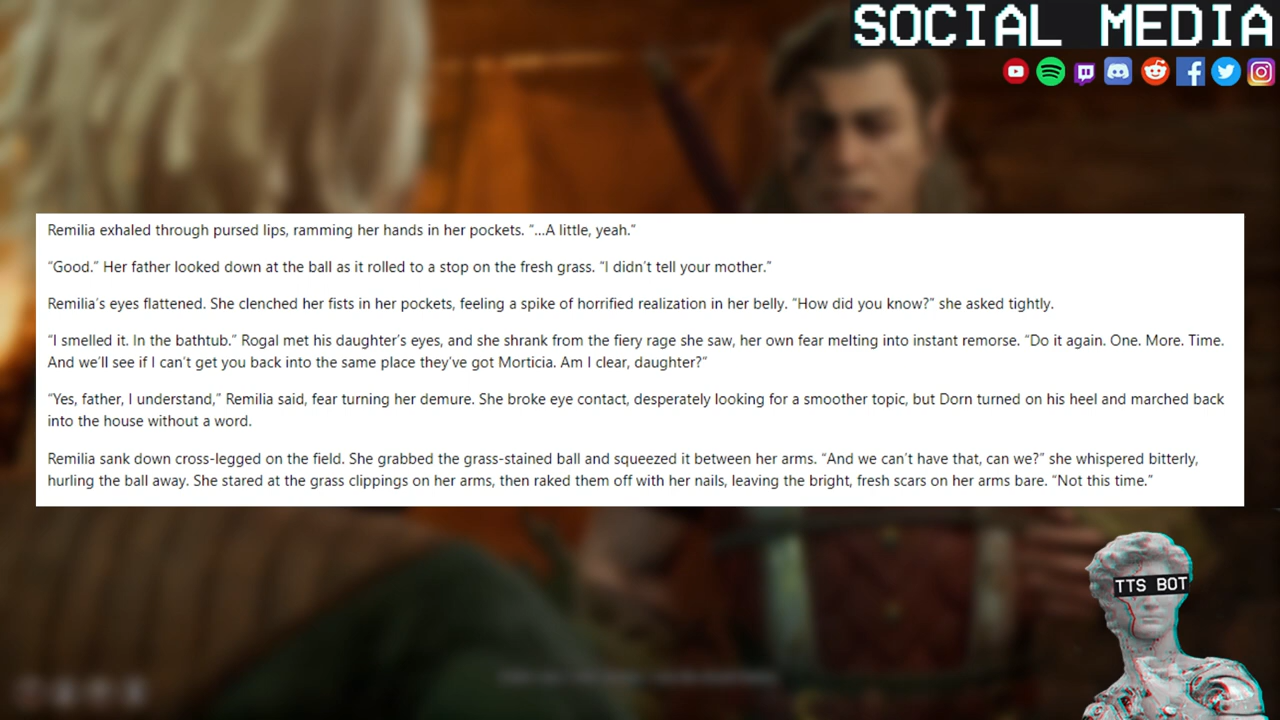 SOCIAL MEDIA
Remilia exhaled through pursed lips, ramming her hands in her pockets. “...A little, yeah.”
“Good.” Her father looked down at the ball as it rolled to a stop on the fresh grass. “I didn’t tell your mother.”
Remilia’s eyes flattened. She clenched her fists in her pockets, feeling a spike of horrified realization in her belly. “How did you know?” she asked tightly.
“I smelled it. In the bathtub.” Rogal met his daughter’s eyes, and she shrank from the fiery rage she saw, her own fear melting into instant remorse. “Do it again. One. More. Time.
And we’ll see if I can’t get you back into the same place they’ve got Morticia. Am I clear, daughter?”
“Yes, father, I understand,” Remilia said, fear turning her demure. She broke eye contact, desperately looking for a smoother topic, but Dorn turned on his heel and marched back
into the house without a word.
Remilia sank down cross-legged on the field. She grabbed the grass-stained ball and squeezed it between her arms. “And we can’t have that, can we?” she whispered bitterly,
hurling the ball away. She stared at the grass clippings on her arms, then raked them off with her nails, leaving the bright, fresh scars on her arms bare. “Not this time.”
TTS BOT